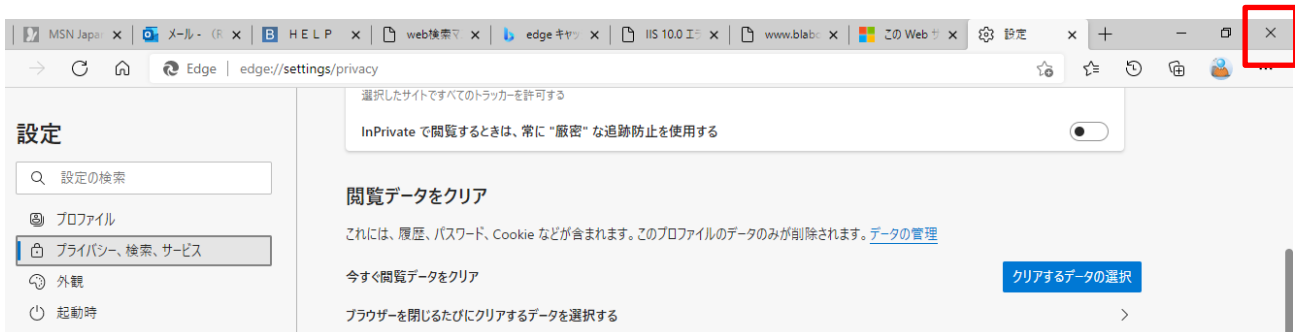 MSN Japan メール - (R H E L P web検索マ edge キャッ IIS 10.0 エラ www.blabo この Web サ 設定
Edge edge://settings/privacy
選択したサイトですべてのトラッカーを許可する
InPrivate で閲覧するときは、常に "厳密" な追跡防止を使用する
設定
設定の検索
プロファイル
プライバシー、検索、サービス
外観
起動時
閲覧データをクリア
これには、履歴、パスワード、Cookie などが含まれます。このプロファイルのデータのみが削除されます。データの管理
今すぐ閲覧データをクリア クリアするデータの選択
ブラウザーを閉じるたびにクリアするデータを選択する